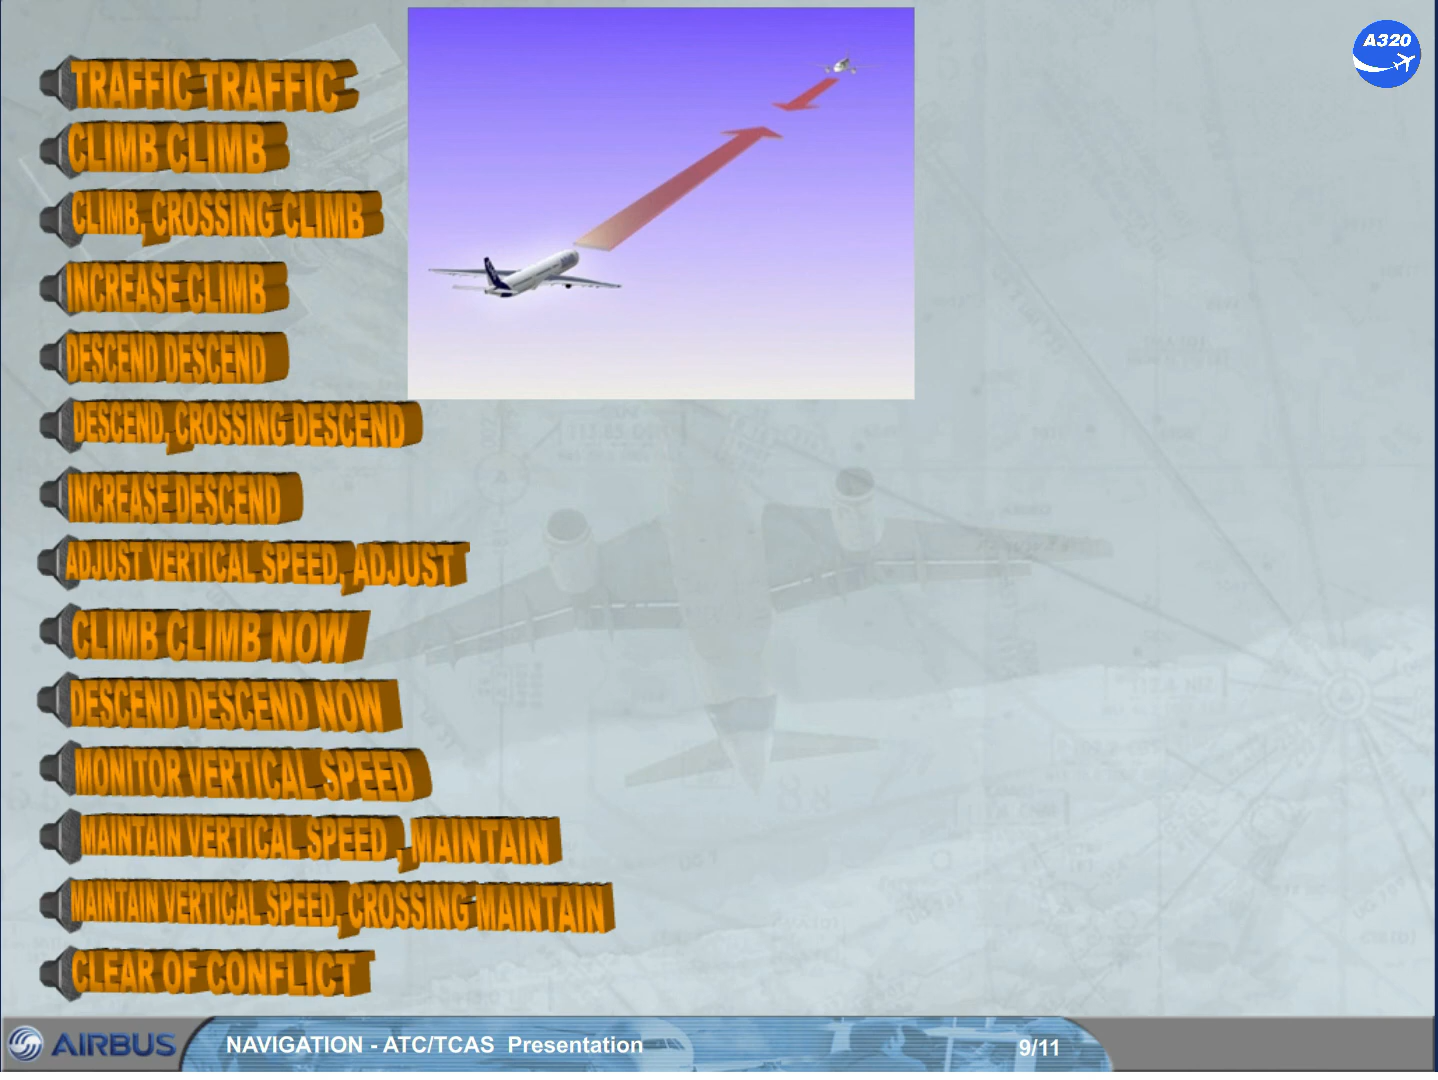 A320
TRAFFIC TRAFFIC
CLIMB CLIMB
CLIMB, CROSSING CLIMB
INCREASE CLIMB
DESCEND DESCEND
DESCEND, CROSSING DESCEND
INCREASE DESCEND
ADJUST VERTICAL SPEED, ADJUST
CLIMB CLIMB NOW
DESCEND DESCEND NOW
MONITOR VERTICAL SPEED
MAINTAIN VERTICAL SPEED , MAINTAIN
MAINTAIN VERTICAL SPEED, CROSSING MAINTAIN
CLEAR OF CONFLICT
AIRBUS
NAVIGATION - ATC/TCAS Presentation
9/11